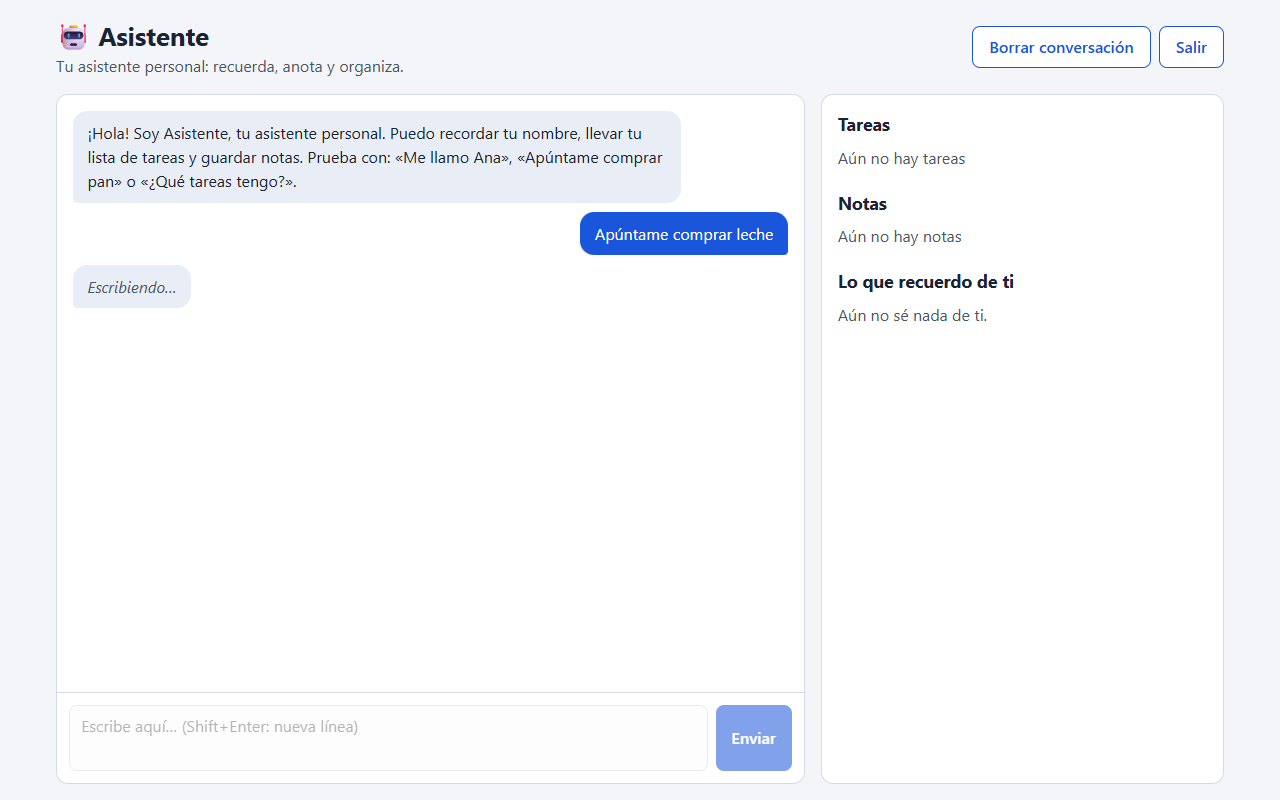 Asistente
Tu asistente personal: recuerda, anota y organiza.
Borrar conversación
Salir
¡Hola! Soy Asistente, tu asistente personal. Puedo recordar tu nombre, llevar tu
lista de tareas y guardar notas. Prueba con: «Me llamo Ana», «Apúntame comprar
pan» o «¿Qué tareas tengo?».
Apúntame comprar leche
Escribiendo...
Escribe aquí... (Shift+Enter: nueva línea)
Enviar
Tareas
Aún no hay tareas
Notas
Aún no hay notas
Lo que recuerdo de ti
Aún no sé nada de ti.